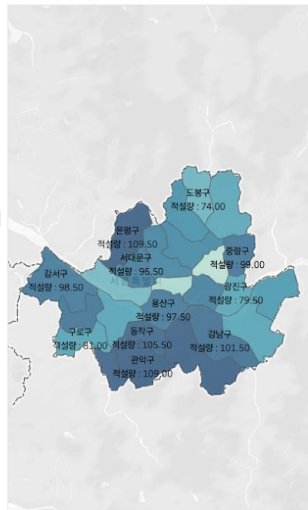 도봉구
적설량 : 74.00
은평구
적설량 : 109.50
서대문구
적설량 : 96.50
중랑구
적설량 : 99.00
강서구
적설량 : 98.50
광진구
적설량 : 79.50
용산구
적설량 : 97.50
구로구
적설량 : 81.00
동작구
적설량 : 105.50
강남구
적설량 : 101.50
관악구
적설량 : 109.00